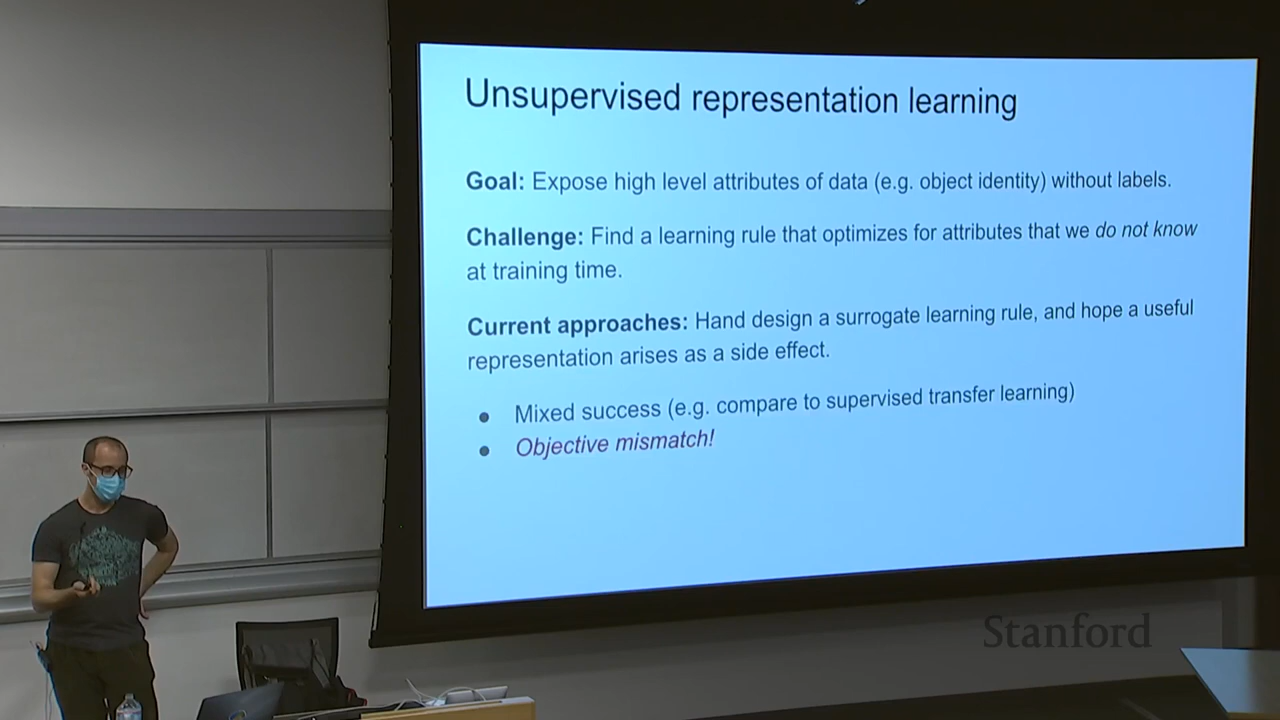 Unsupervised representation learning
Goal: Expose high level attributes of data (e.g. object identity) without labels.
Challenge: Find a learning rule that optimizes for attributes that we do not know
at training time.
Current approaches: Hand design a surrogate learning rule, and hope a useful
representation arises as a side effect.
● Mixed success (e.g. compare to supervised transfer learning)
● Objective mismatch!
Stanford